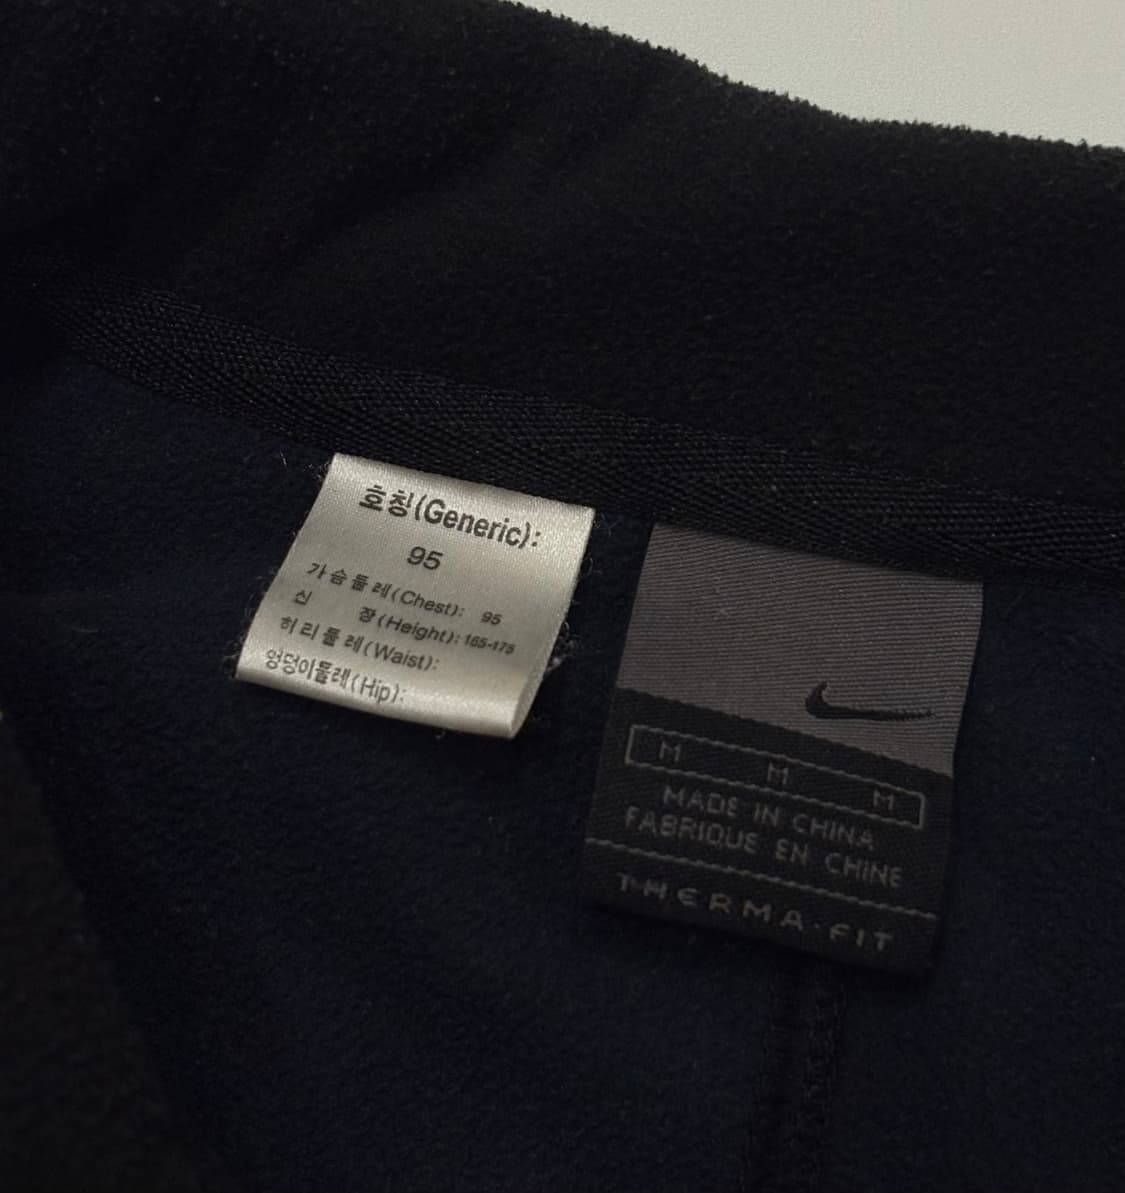 호칭(Generic):
95
가슴둘레(Chest): 95
신 장(Height): 165-175
허리둘레(Waist):
엉덩이둘레(Hip):
M M M
MADE IN CHINA
FABRIQUE EN CHINE
THERMA-FIT